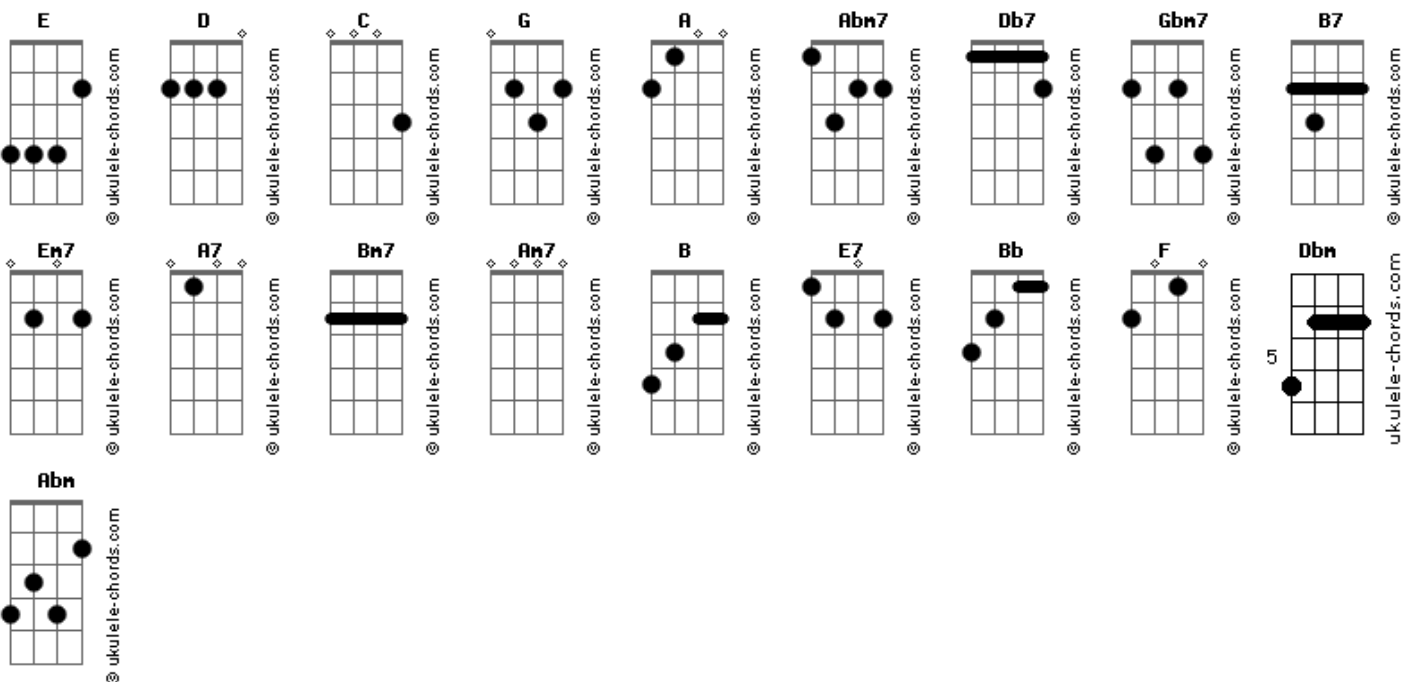 E D C G A Abm7 Db7 Gbm7 B7
© ukulele-chords.com © ukulele-chords.com © ukulele-chords.com © ukulele-chords.com © ukulele-chords.com © ukulele-chords.com © ukulele-chords.com © ukulele-chords.com © ukulele-chords.com
Em7 A7 Bm7 Am7 B E7 Bb F Dbm
5
© ukulele-chords.com © ukulele-chords.com © ukulele-chords.com © ukulele-chords.com © ukulele-chords.com © ukulele-chords.com © ukulele-chords.com © ukulele-chords.com ukulele-chords.com
Abm
© ukulele-chords.com